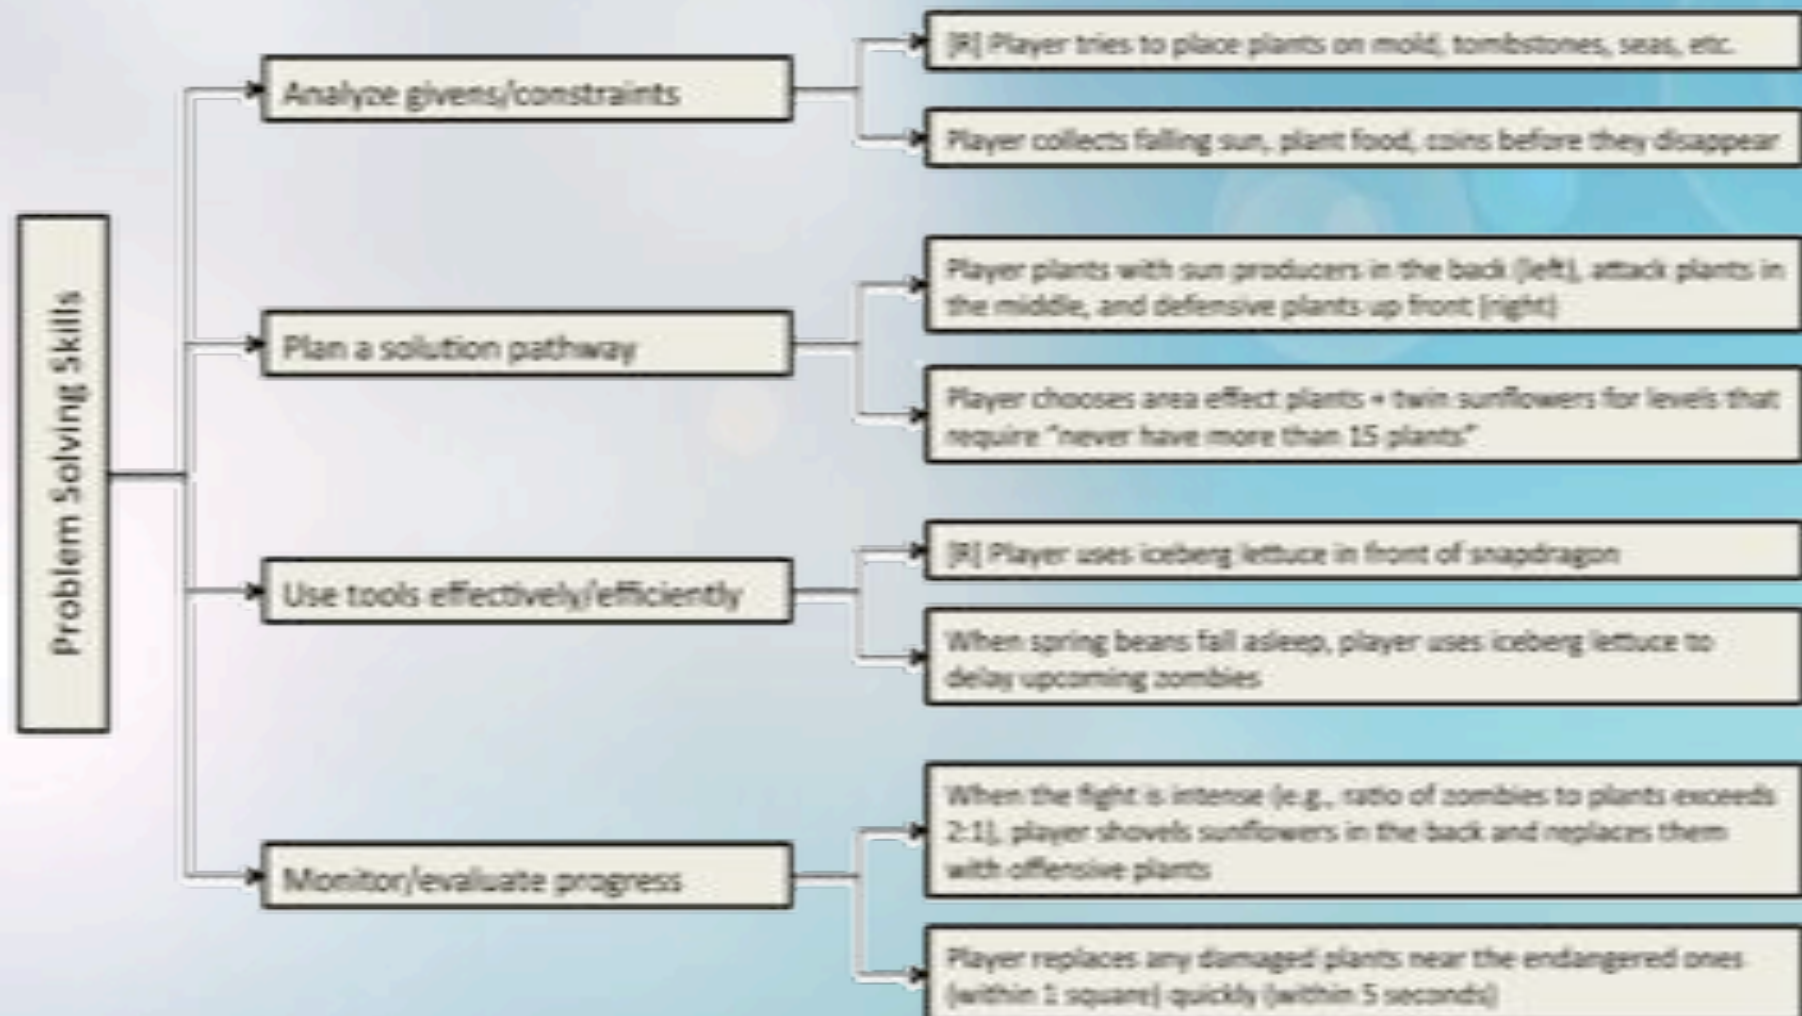 Problem Solving Skills
Analyze givens/constraints
[R] Player tries to place plants on mold, tombstones, seas, etc.
Player collects falling sun, plant food, coins before they disappear
Plan a solution pathway
Player plants with sun producers in the back (left), attack plants in
the middle, and defensive plants up front (right)
Player chooses area effect plants + twin sunflowers for levels that
require "never have more than 15 plants"
Use tools effectively/efficiently
[R] Player uses iceberg lettuce in front of snapdragon
When spring beans fall asleep, player uses iceberg lettuce to
delay upcoming zombies
Monitor/evaluate progress
When the fight is intense (e.g., ratio of zombies to plants exceeds
2:1), player shovels sunflowers in the back and replaces them
with offensive plants
Player replaces any damaged plants near the endangered ones
(within 1 square) quickly (within 5 seconds)